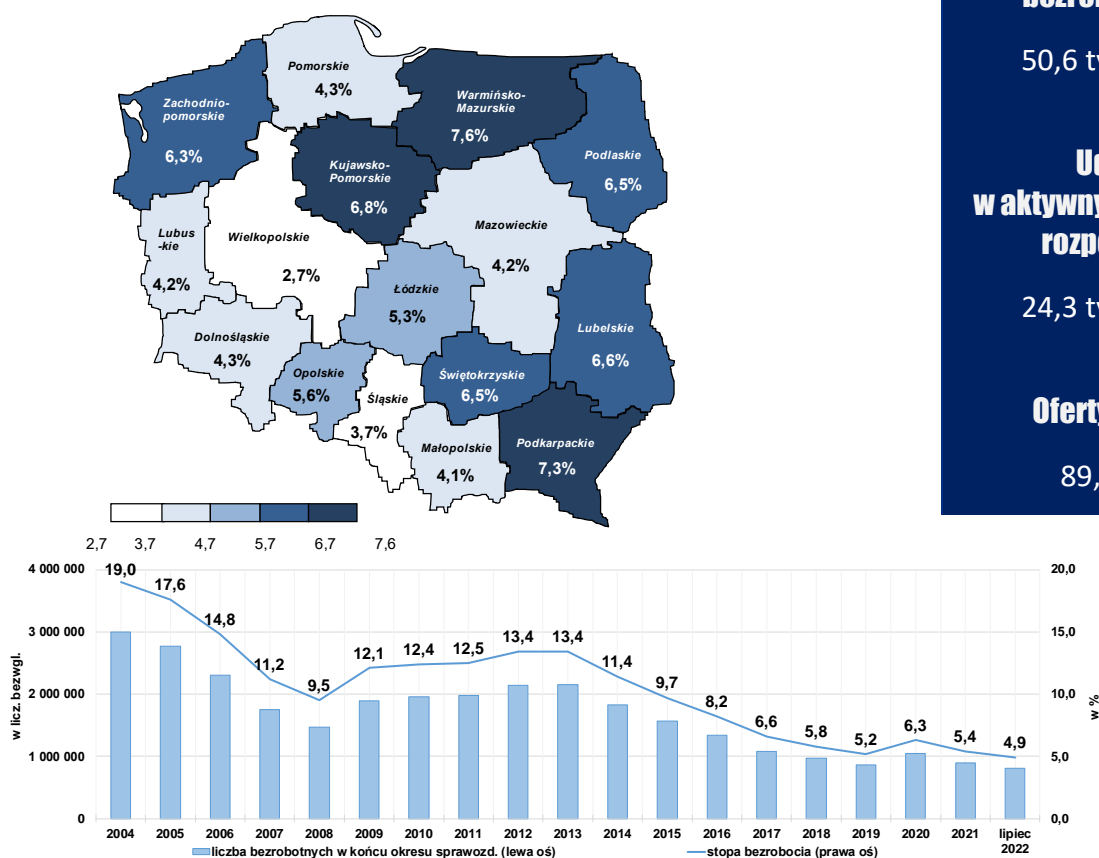 Pomorskie
4,3%
Warmińsko-
Mazurskie
7,6%
Zachodnio-
pomorskie
6,3%
Podlaskie
6,5%
Kujawsko-
Pomorskie
6,8%
Mazowieckie
4,2%
Lubus
-kie
4,2%
Wielkopolskie
2,7%
Łódzkie
5,3%
Lubelskie
6,6%
Dolnośląskie
4,3%
Opolskie
5,6%
Śląskie
3,7%
Świętokrzyskie
6,5%
Małopolskie
4,1%
Podkarpackie
7,3%
2,7 3,7 4,7 5,7 6,7 7,6
50,6
w
24,3
89,
4 000 000
3 000 000
2 000 000
1 000 000
0
w licz. bezwgl.
19,0 17,6 14,8 11,2 9,5 12,1 12,4 12,5 13,4 13,4 11,4 9,7 8,2 6,6 5,8 5,2 6,3 5,4 4,9
20,0
15,0
10,0
5,0
0,0
w %
2004 2005 2006 2007 2008 2009 2010 2011 2012 2013 2014 2015 2016 2017 2018 2019 2020 2021 lipiec
2022
liczba bezrobotnych w końcu okresu sprawozd. (lewa oś) stopa bezrobocia (prawa oś)